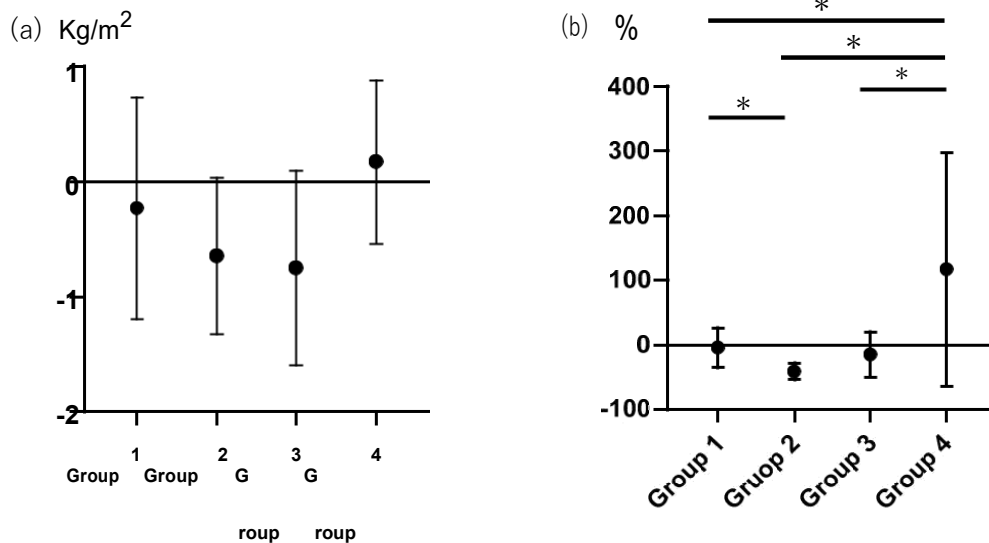 (a) Kg/m²
1
0
-1
-2
1 2 3 4
Group Group G G
roup roup
(b) %
*
*
*
*
400
300
200
100
0
-100
Group 1
Gruop 2
Group 3
Group 4